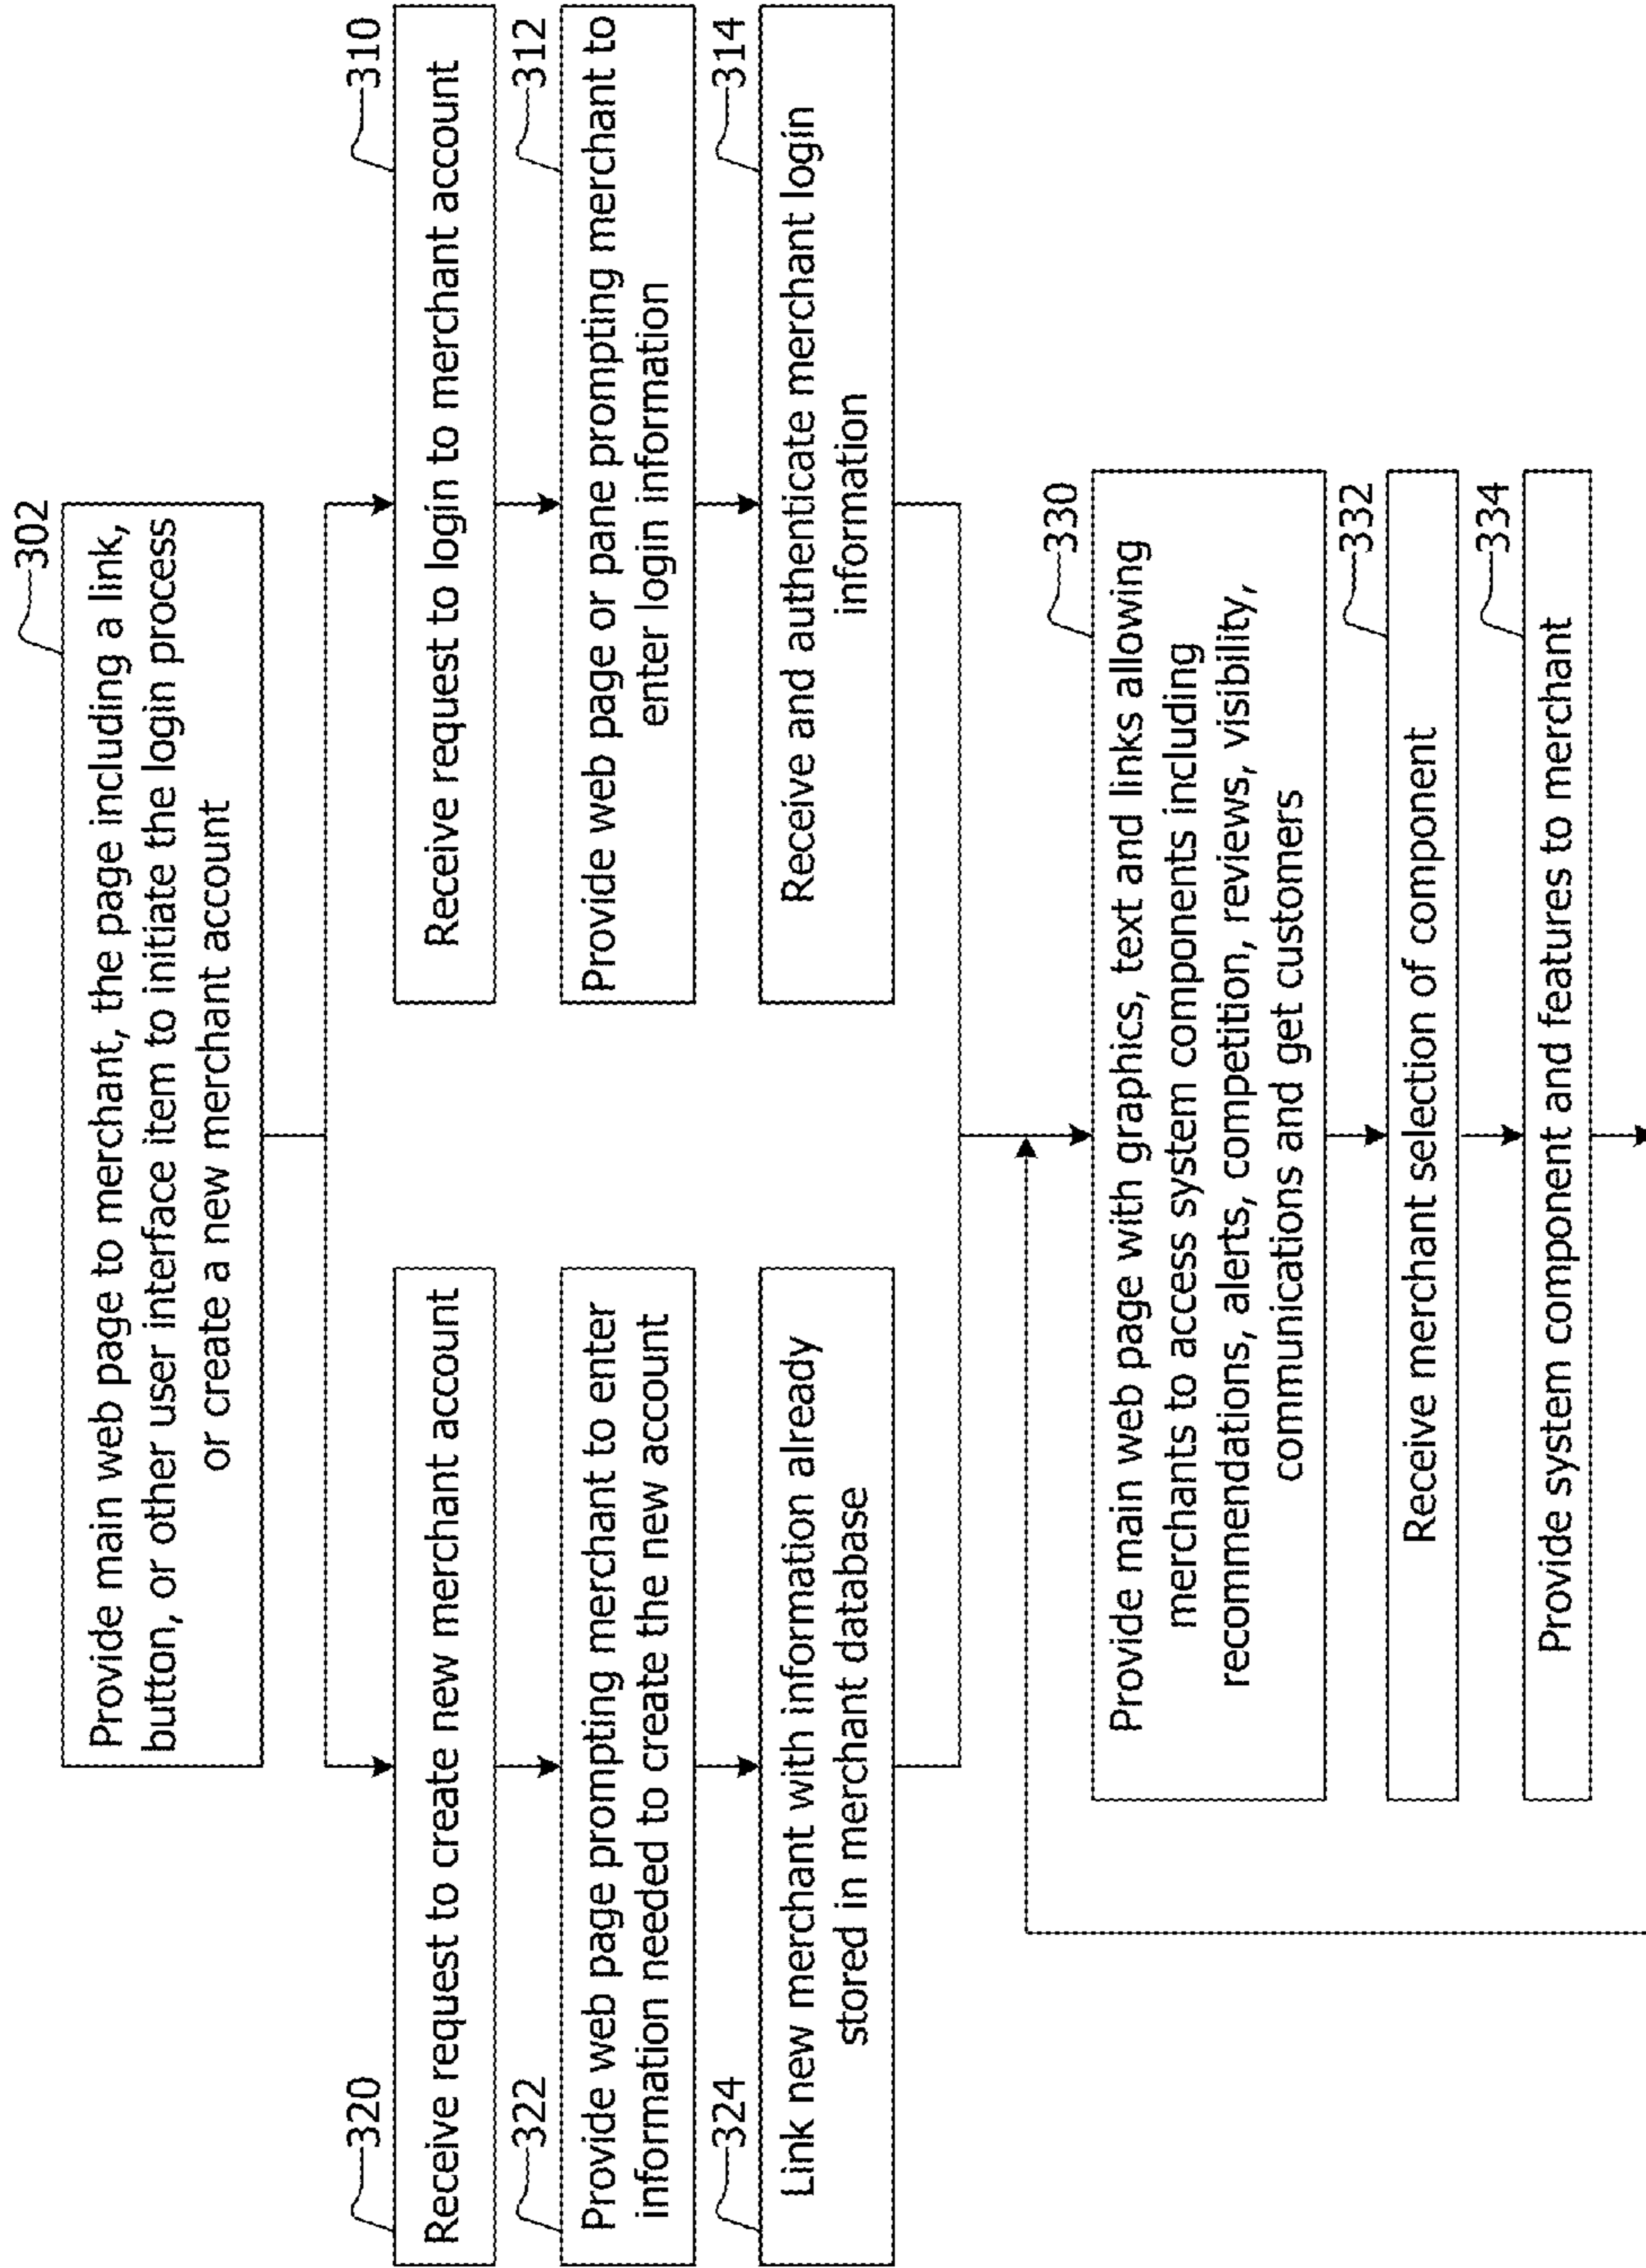 302
Provide main web page to merchant, the page including a link,
button, or other user interface item to initiate the login process
or create a new merchant account
320
Receive request to create new merchant account
322
Provide web page prompting merchant to enter
information needed to create the new account
324
Link new merchant with information already
stored in merchant database
310
Receive request to login to merchant account
312
Provide web page or pane prompting merchant to
enter login information
314
Receive and authenticate merchant login
information
330
Provide main web page with graphics, text and links allowing
merchants to access system components including
recommendations, alerts, competition, reviews, visibility,
communications and get customers
332
Receive merchant selection of component
334
Provide system component and features to merchant